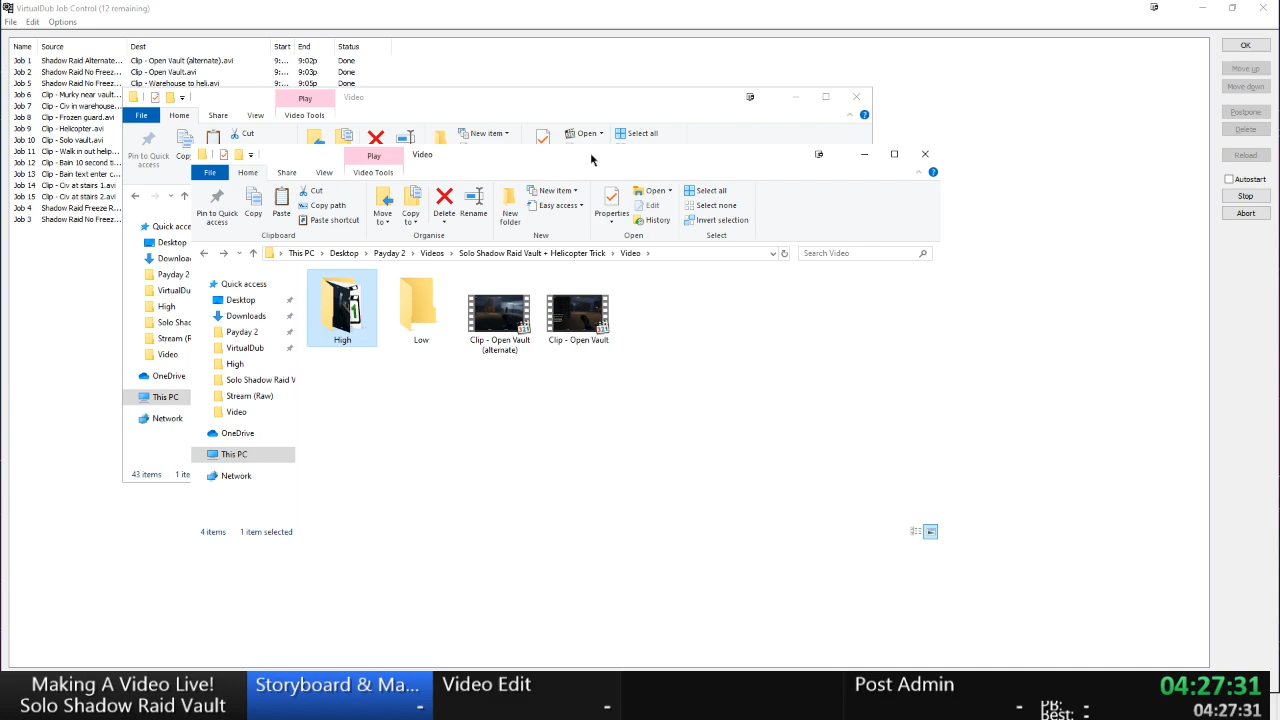 VirtualDub Job Control (12 remaining)
File Edit Options
Name Source Dest Start End Status
Job 1 Shadow Raid Alternate... Clip - Open Vault (alternate).avi 9:... 9:02p Done
Job 2 Shadow Raid No Freez... Clip - Open Vault.avi 9:... 9:03p Done
Job 5 Shadow Raid No Freez... Clip - Warehouse to heli.avi 9:... 9:05p Done
Job 6 Clip - Murky near vault...
Job 7 Clip - Civ in warehouse...
Job 8 Clip - Frozen guard.avi
Job 9 Clip - Helicopter.avi
Job 10 Clip - Solo vault.avi
Job 11 Clip - Walk in out help...
Job 12 Clip - Bain 10 second ti...
Job 13 Clip - Bain text enter c...
Job 14 Clip - Civ at stairs 1.avi
Job 15 Clip - Civ at stairs 2.avi
Job 4 Shadow Raid Freeze R...
Job 3 Shadow Raid No Freez...
OK
Move up
Move down
Postpone
Delete
Reload
Autostart
Stop
Abort
Play Video
File Home Share View Video Tools
Pin to Quick access
Cop
Cut
New item
Open
Select all
Quick acce
Desktop
Downloa
Payday 2
VirtualDu
High
Solo Shac
Stream (R
Video
OneDrive
This PC
Network
43 items 1 ite
Play Video
File Home Share View Video Tools
Pin to Quick access
Copy
Paste
Cut
Copy path
Paste shortcut
Clipboard
Move to
Copy to
Delete
Rename
Organise
New folder
New item
Easy access
New
Properties
Open
Edit
History
Open
Select all
Select none
Invert selection
Select
This PC Desktop Payday 2 Videos Solo Shadow Raid Vault + Helicopter Trick Video
Search Video
Quick access
Desktop
Downloads
Payday 2
VirtualDub
High
Solo Shadow Raid V
Stream (Raw)
Video
OneDrive
This PC
Network
High
Low
Clip - Open Vault (alternate)
Clip - Open Vault
4 items 1 item selected
Making A Video Live!
Solo Shadow Raid Vault
Storyboard & Ma...
-
Video Edit
-
Post Admin
-
PB: -
Best: -
04:27:31
04:27:31